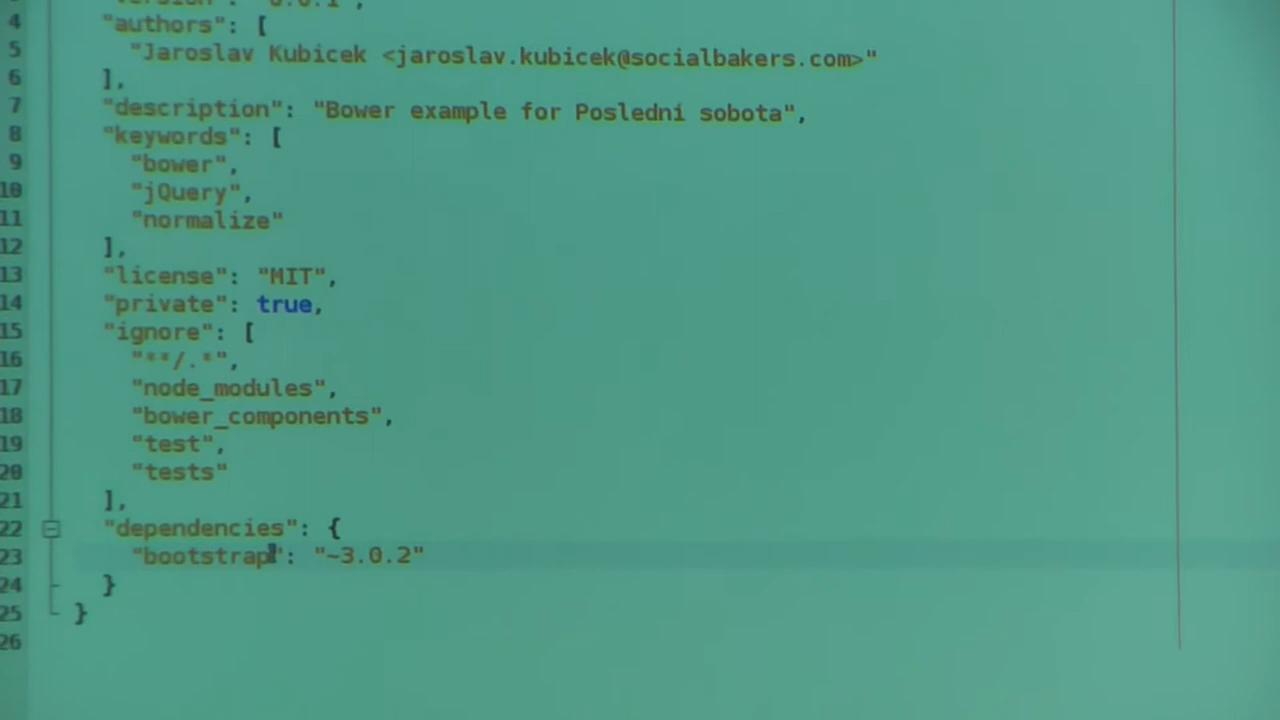 4 "authors": [
5 "Jaroslav Kubicek <jaroslav.kubicek@socialbakers.com>"
6 ],
7 "description": "Bower example for Posledni sobota",
8 "keywords": [
9 "bower",
10 "jQuery",
11 "normalize"
12 ],
13 "license": "MIT",
14 "private": true,
15 "ignore": [
16 "**/.*",
17 "node_modules",
18 "bower_components",
19 "test",
20 "tests"
21 ],
22 "dependencies": {
23 "bootstrap": "~3.0.2"
24 }
25 }
26